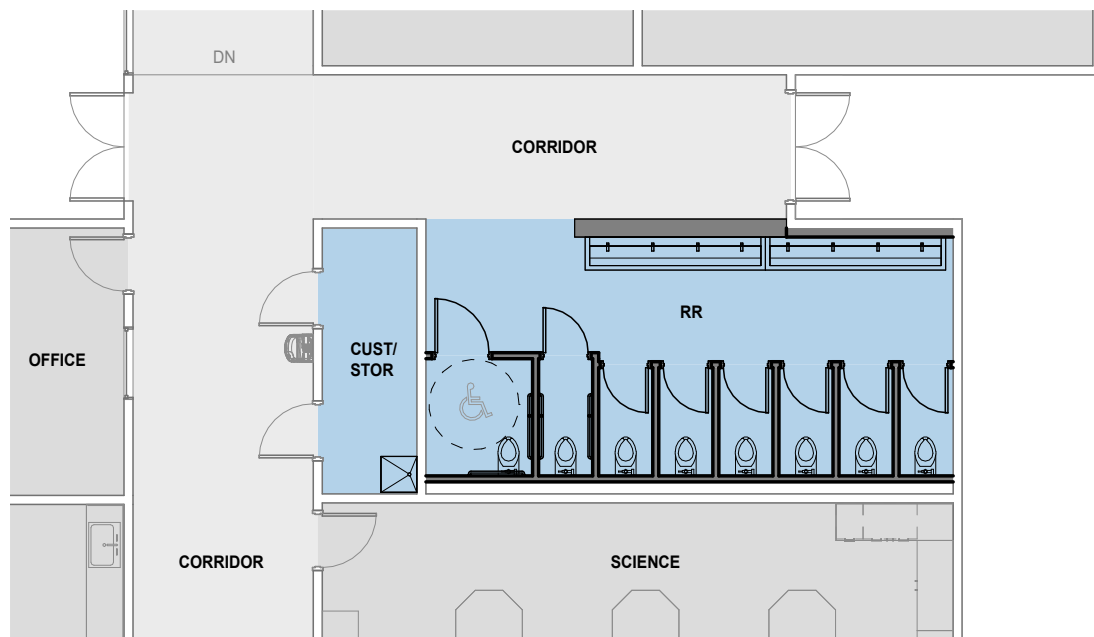 DN
CORRIDOR
RR
OFFICE
CUST/
STOR
CORRIDOR
SCIENCE